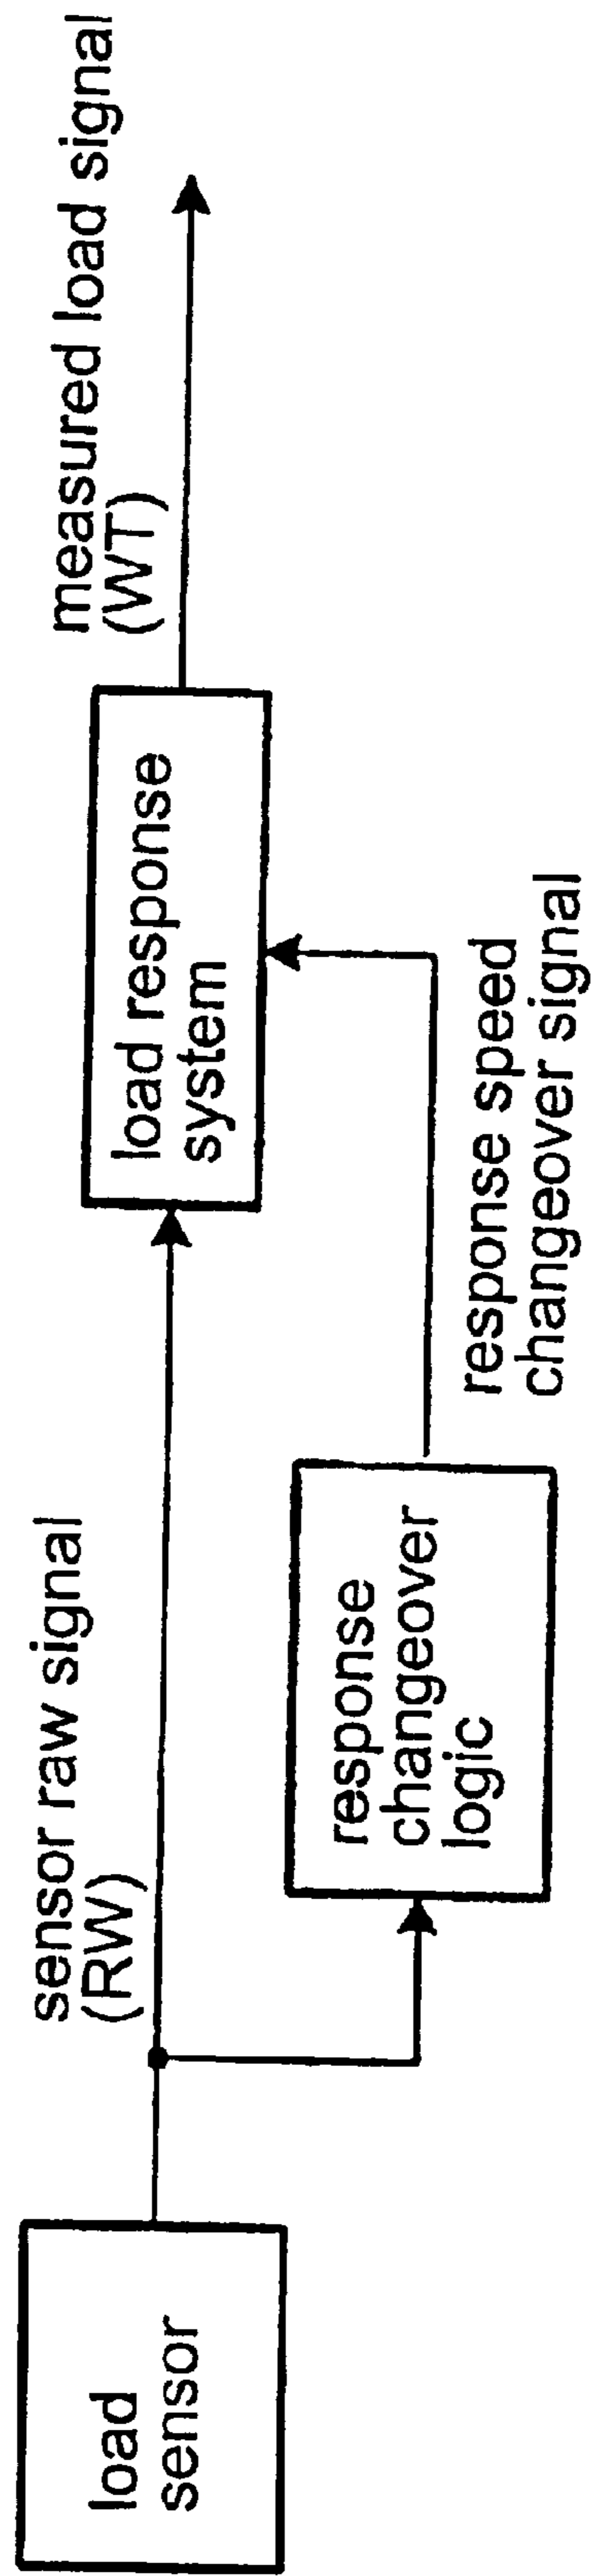 load
sensor
sensor raw signal
(RW)
response
changeover
logic
response speed
changeover signal
load response
system
measured load signal
(WT)